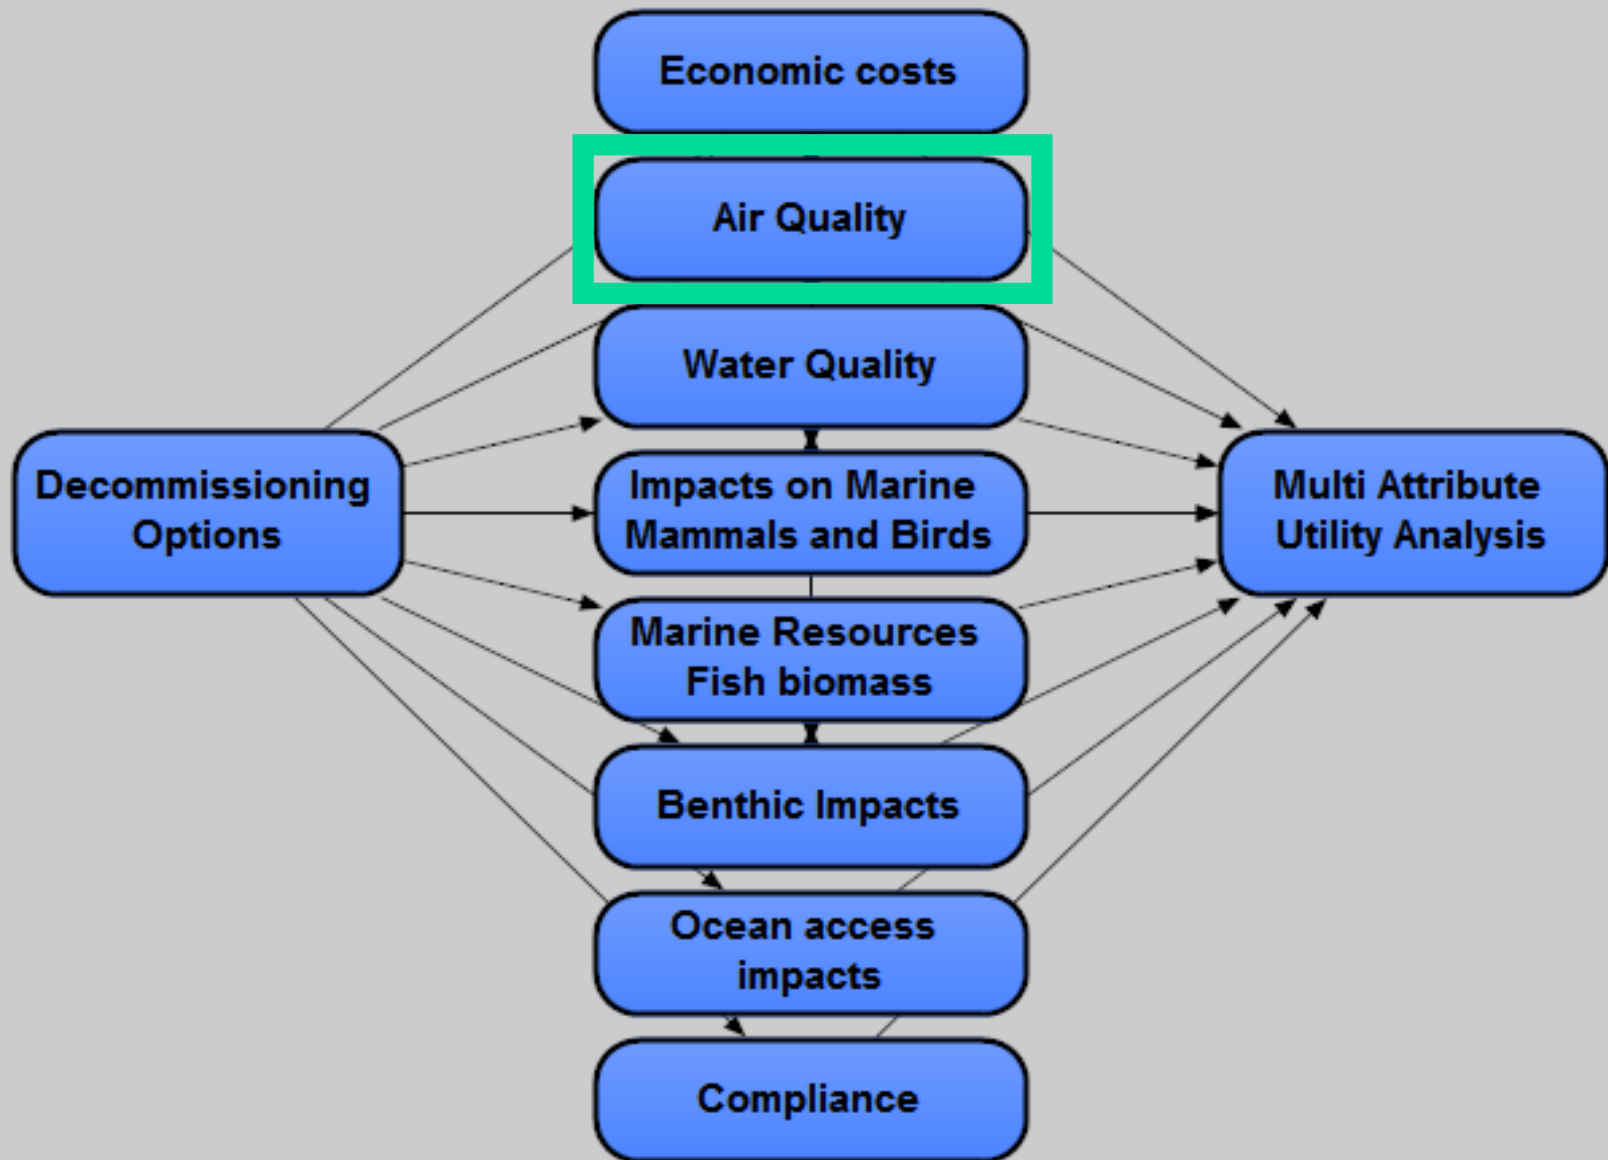 Economic costs
Air Quality
Water Quality
Decommissioning
Options
Impacts on Marine
Mammals and Birds
Multi Attribute
Utility Analysis
Marine Resources
Fish biomass
Benthic Impacts
Ocean access
impacts
Compliance